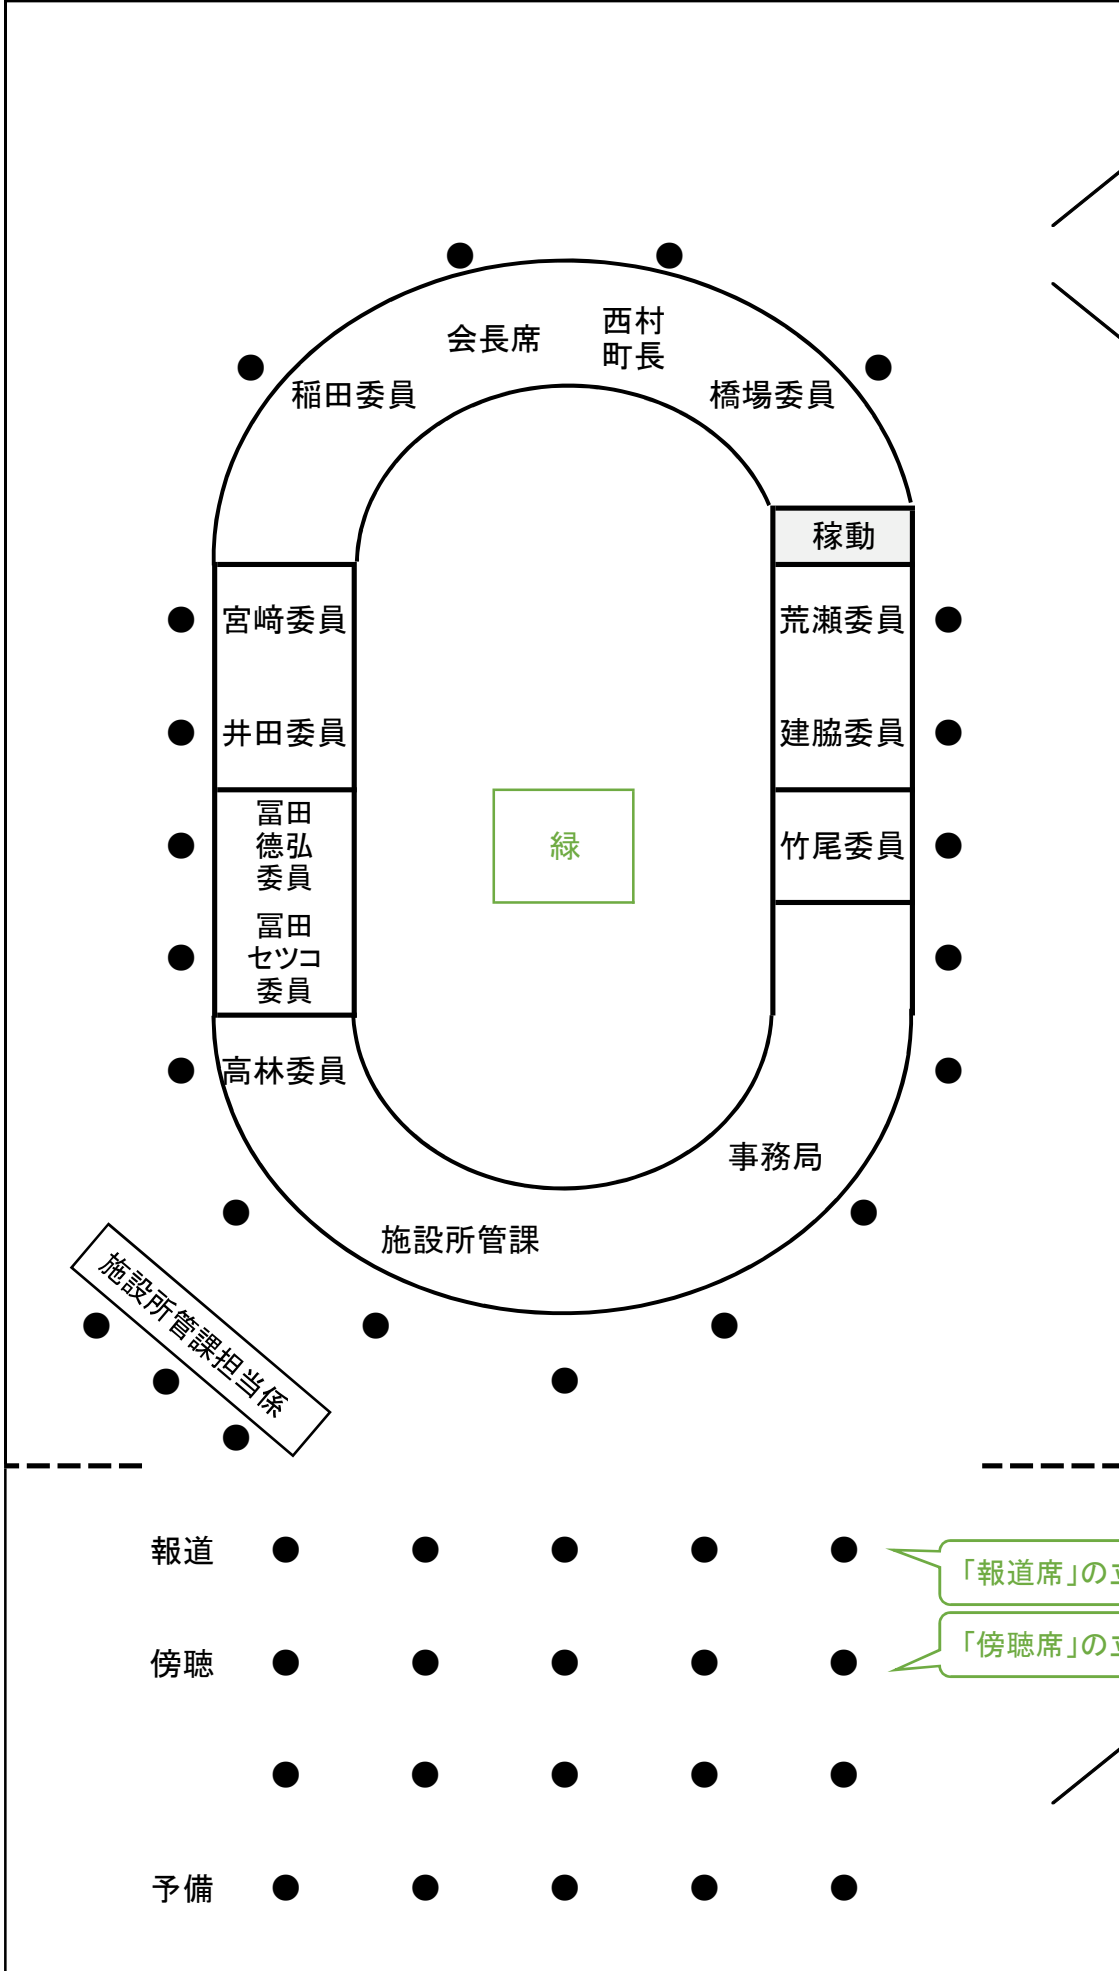 会長席
西村
町長
稲田委員
橋場委員
稼動
宮﨑委員
荒瀬委員
井田委員
建脇委員
冨田
德弘
委員
緑
竹尾委員
冨田
セツコ
委員
高林委員
事務局
施設所管課
施設所管課担当係
報道
「報道席」の
傍聴
「傍聴席」の
予備